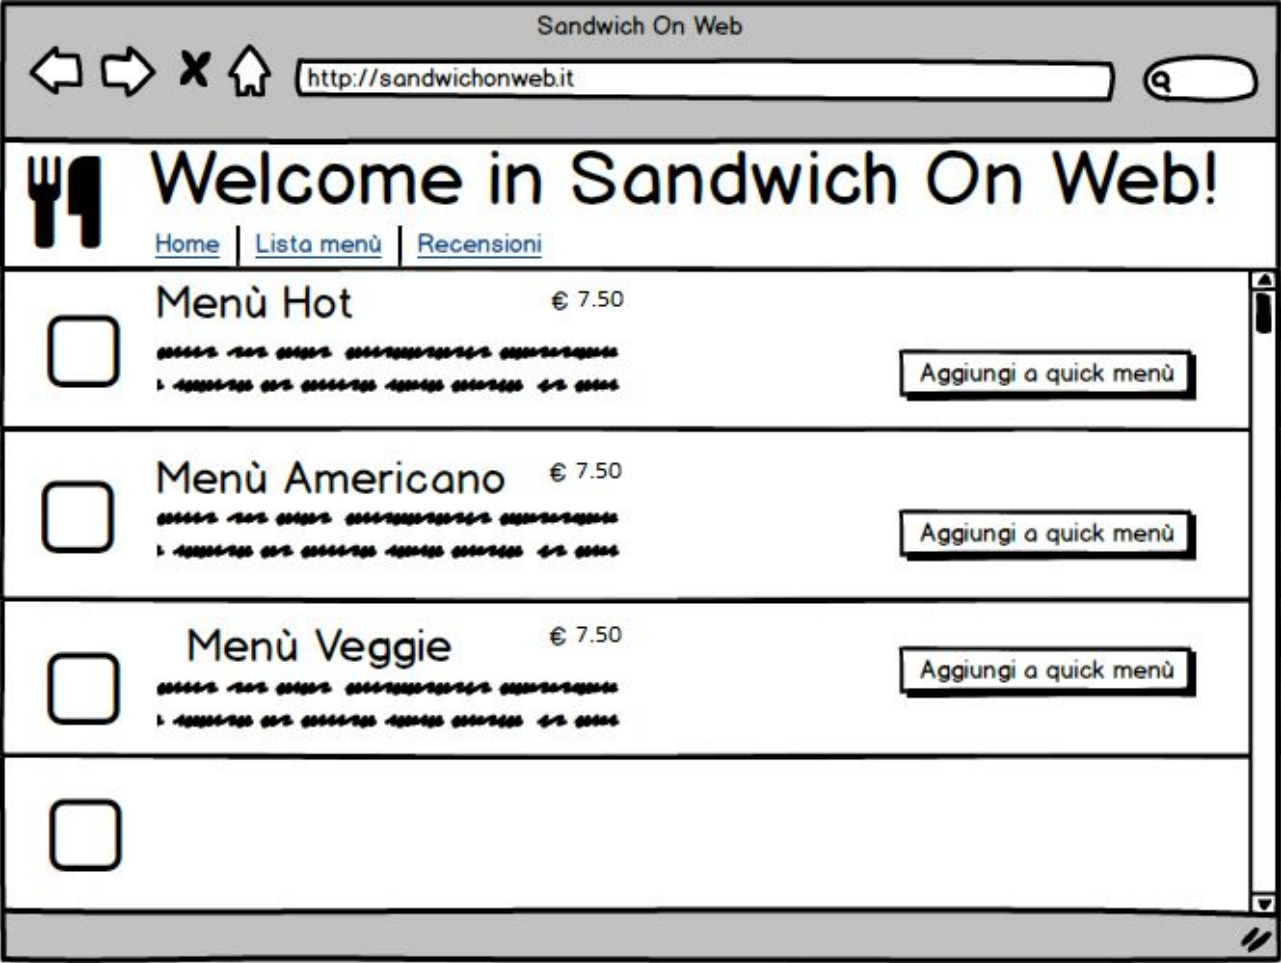 Sandwich On Web
http://sandwichonweb.it
Welcome in Sandwich On Web!
Home
Lista menù
Recensioni
Menù Hot
€ 7.50
Aggiungi a quick menù
Menù Americano
€ 7.50
Aggiungi a quick menù
Menù Veggie
€ 7.50
Aggiungi a quick menù